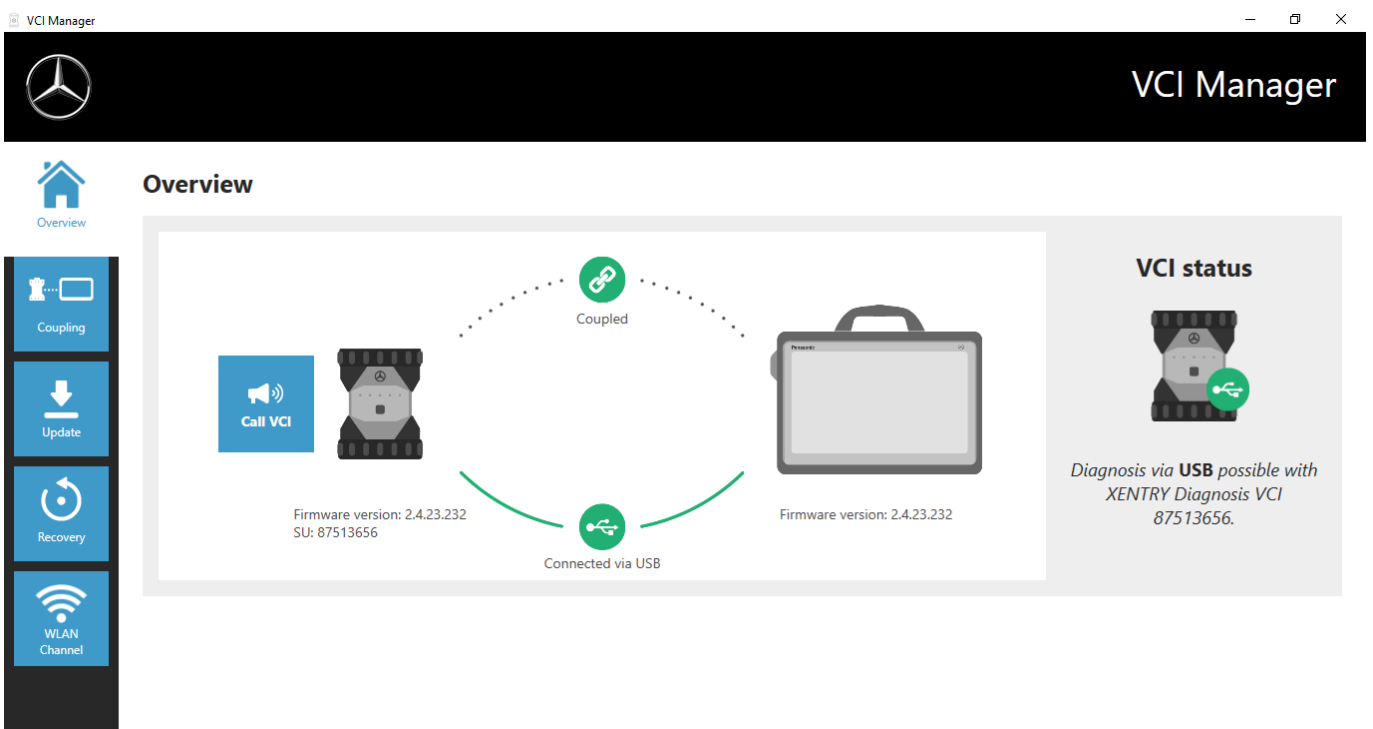 VCI Manager
VCI Manager
Overview
Overview
Coupling
Update
Recovery
WLAN
Channel
Coupled
Call VCI
Panasonic
Firmware version: 2.4.23.232
SU: 87513656
Connected via USB
Firmware version: 2.4.23.232
VCI status
Diagnosis via USB possible with
XENTRY Diagnosis VCI
87513656.